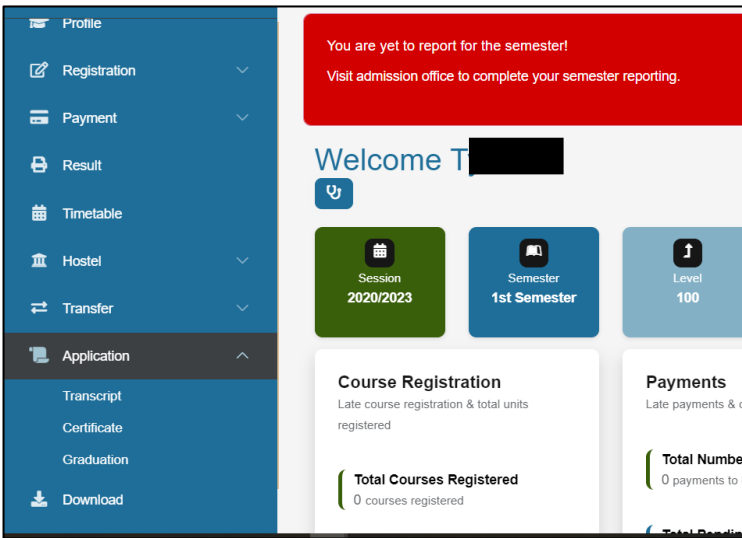 Profile
Registration
Payment
Result
Timetable
Hostel
Transfer
Application
Transcript
Certificate
Graduation
Download
You are yet to report for the semester!
Visit admission office to complete your semester reporting.
Welcome
Session
2020/2023
Semester
1st Semester
Level
100
Course Registration
Late course registration & total units
registered
Total Courses Registered
0 courses registered
Payments
Late payments &
Total
0 payments to
Total